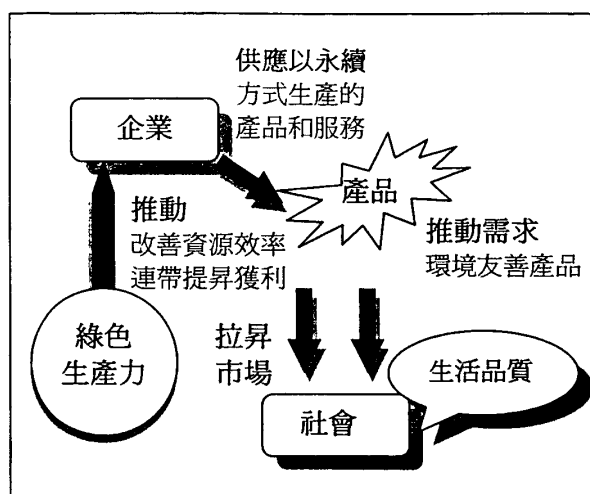 供應以永續
方式生產的
產品和服務
企業
產品
推動
改善資源效率
連帶提昇獲利
推動需求
環境友善產品
綠色
生產力
拉昇
市場
生活品質
社會